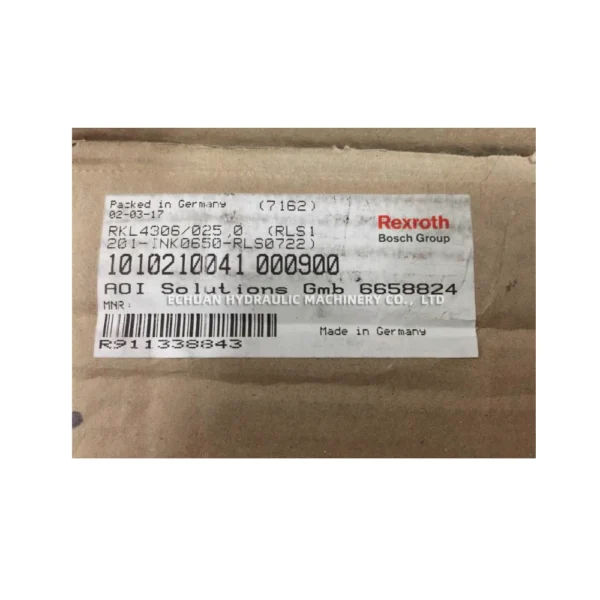 Packed in Germany (7162)
02-03-17
RKL4306/025,0 (RLS1
201-INK0650-RLS0722)
Rexroth
Bosch Group
1010210041 000900
AOI Solutions Gmb 6658824
ECHUAN HYDRAULIC MACHINERY CO., LTD
MNR:
Made in Germany
R911338843